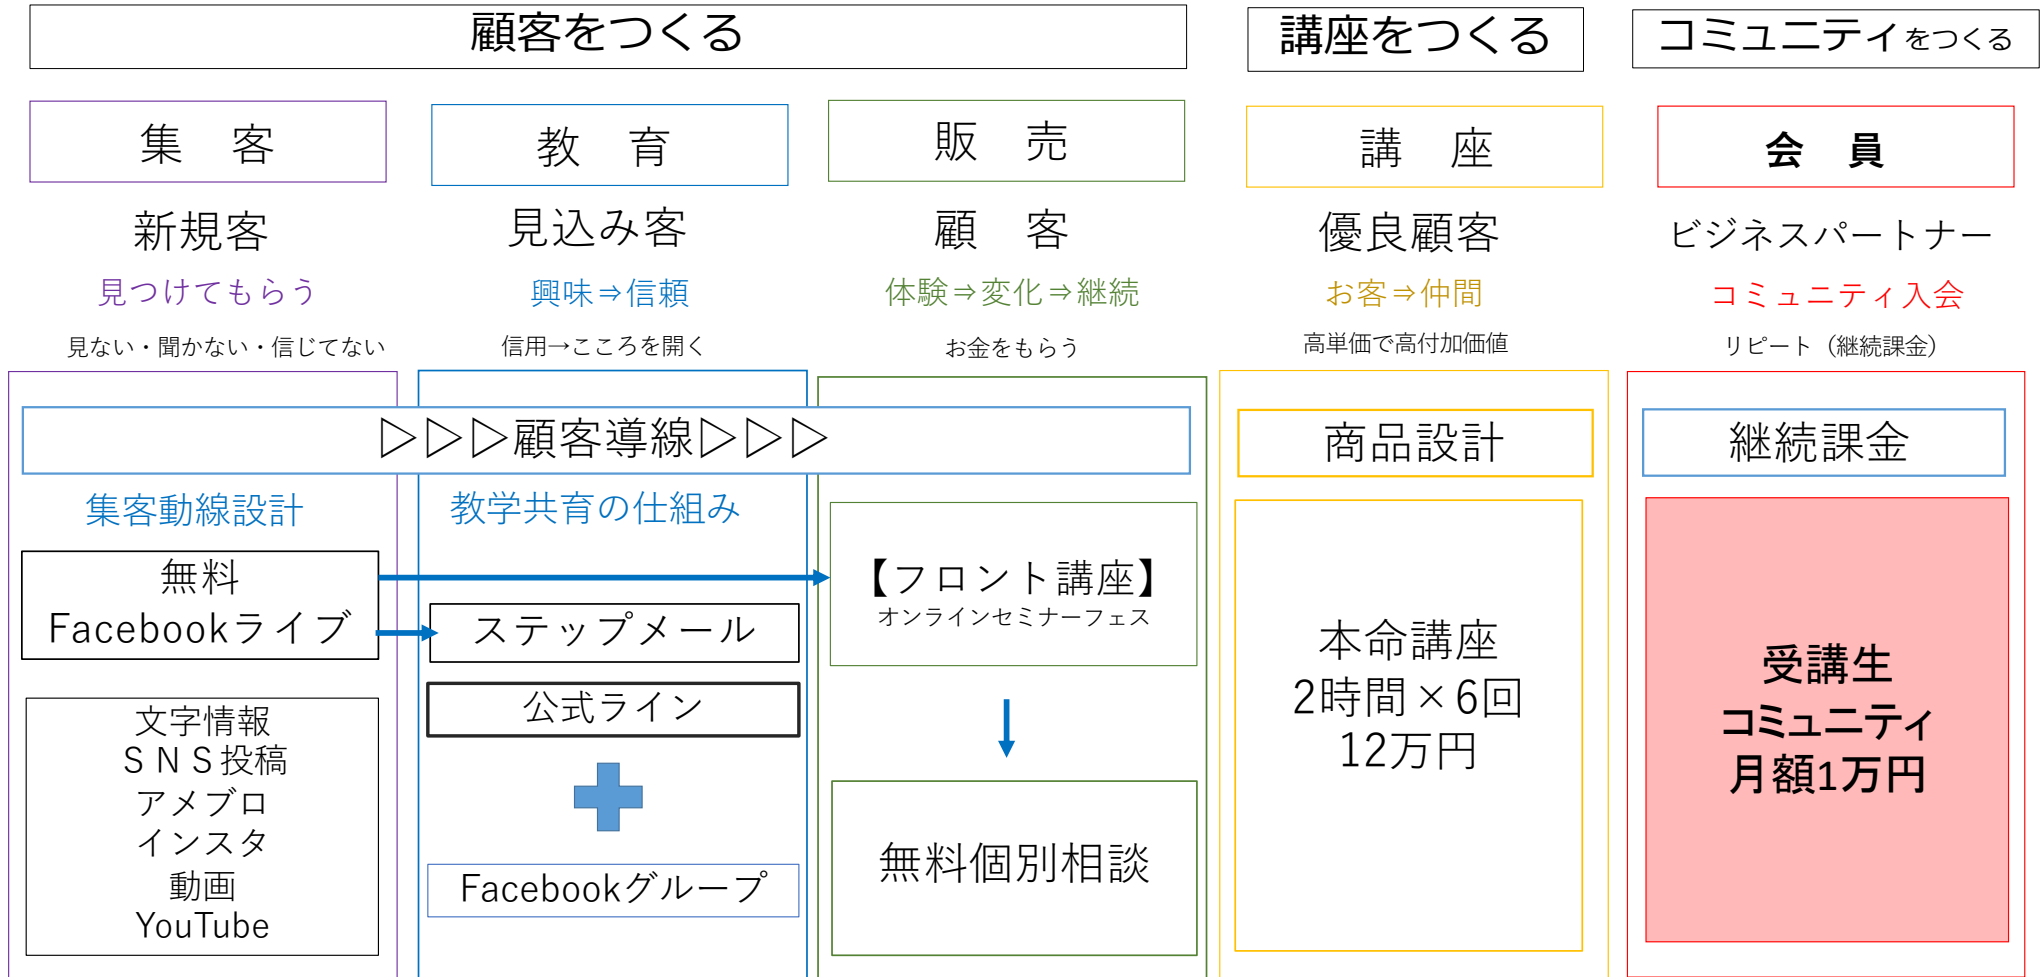 顧客をつくる
講座をつくる
コミュニティをつくる
集　客
教　育
販　売
講　座
会　員
新規客
見込み客
顧　客
優良顧客
ビジネスパートナー
見つけてもらう
興味⇒信頼
体験⇒変化⇒継続
お客⇒仲間
コミュニティ入会
見ない・聞かない・信じてない
信用→こころを開く
お金をもらう
高単価で高付加価値
リピート（継続課金）
▷▷▷顧客導線▷▷▷
商品設計
継続課金
集客動線設計
教学共育の仕組み
無料
Facebookライブ
ステップメール
公式ライン
【フロント講座】
オンラインセミナーフェス
本命講座
2時間×6回
12万円
受講生
コミュニティ
月額1万円
文字情報
ＳＮＳ投稿
アメブロ
インスタ
動画
YouTube
Facebookグループ
無料個別相談